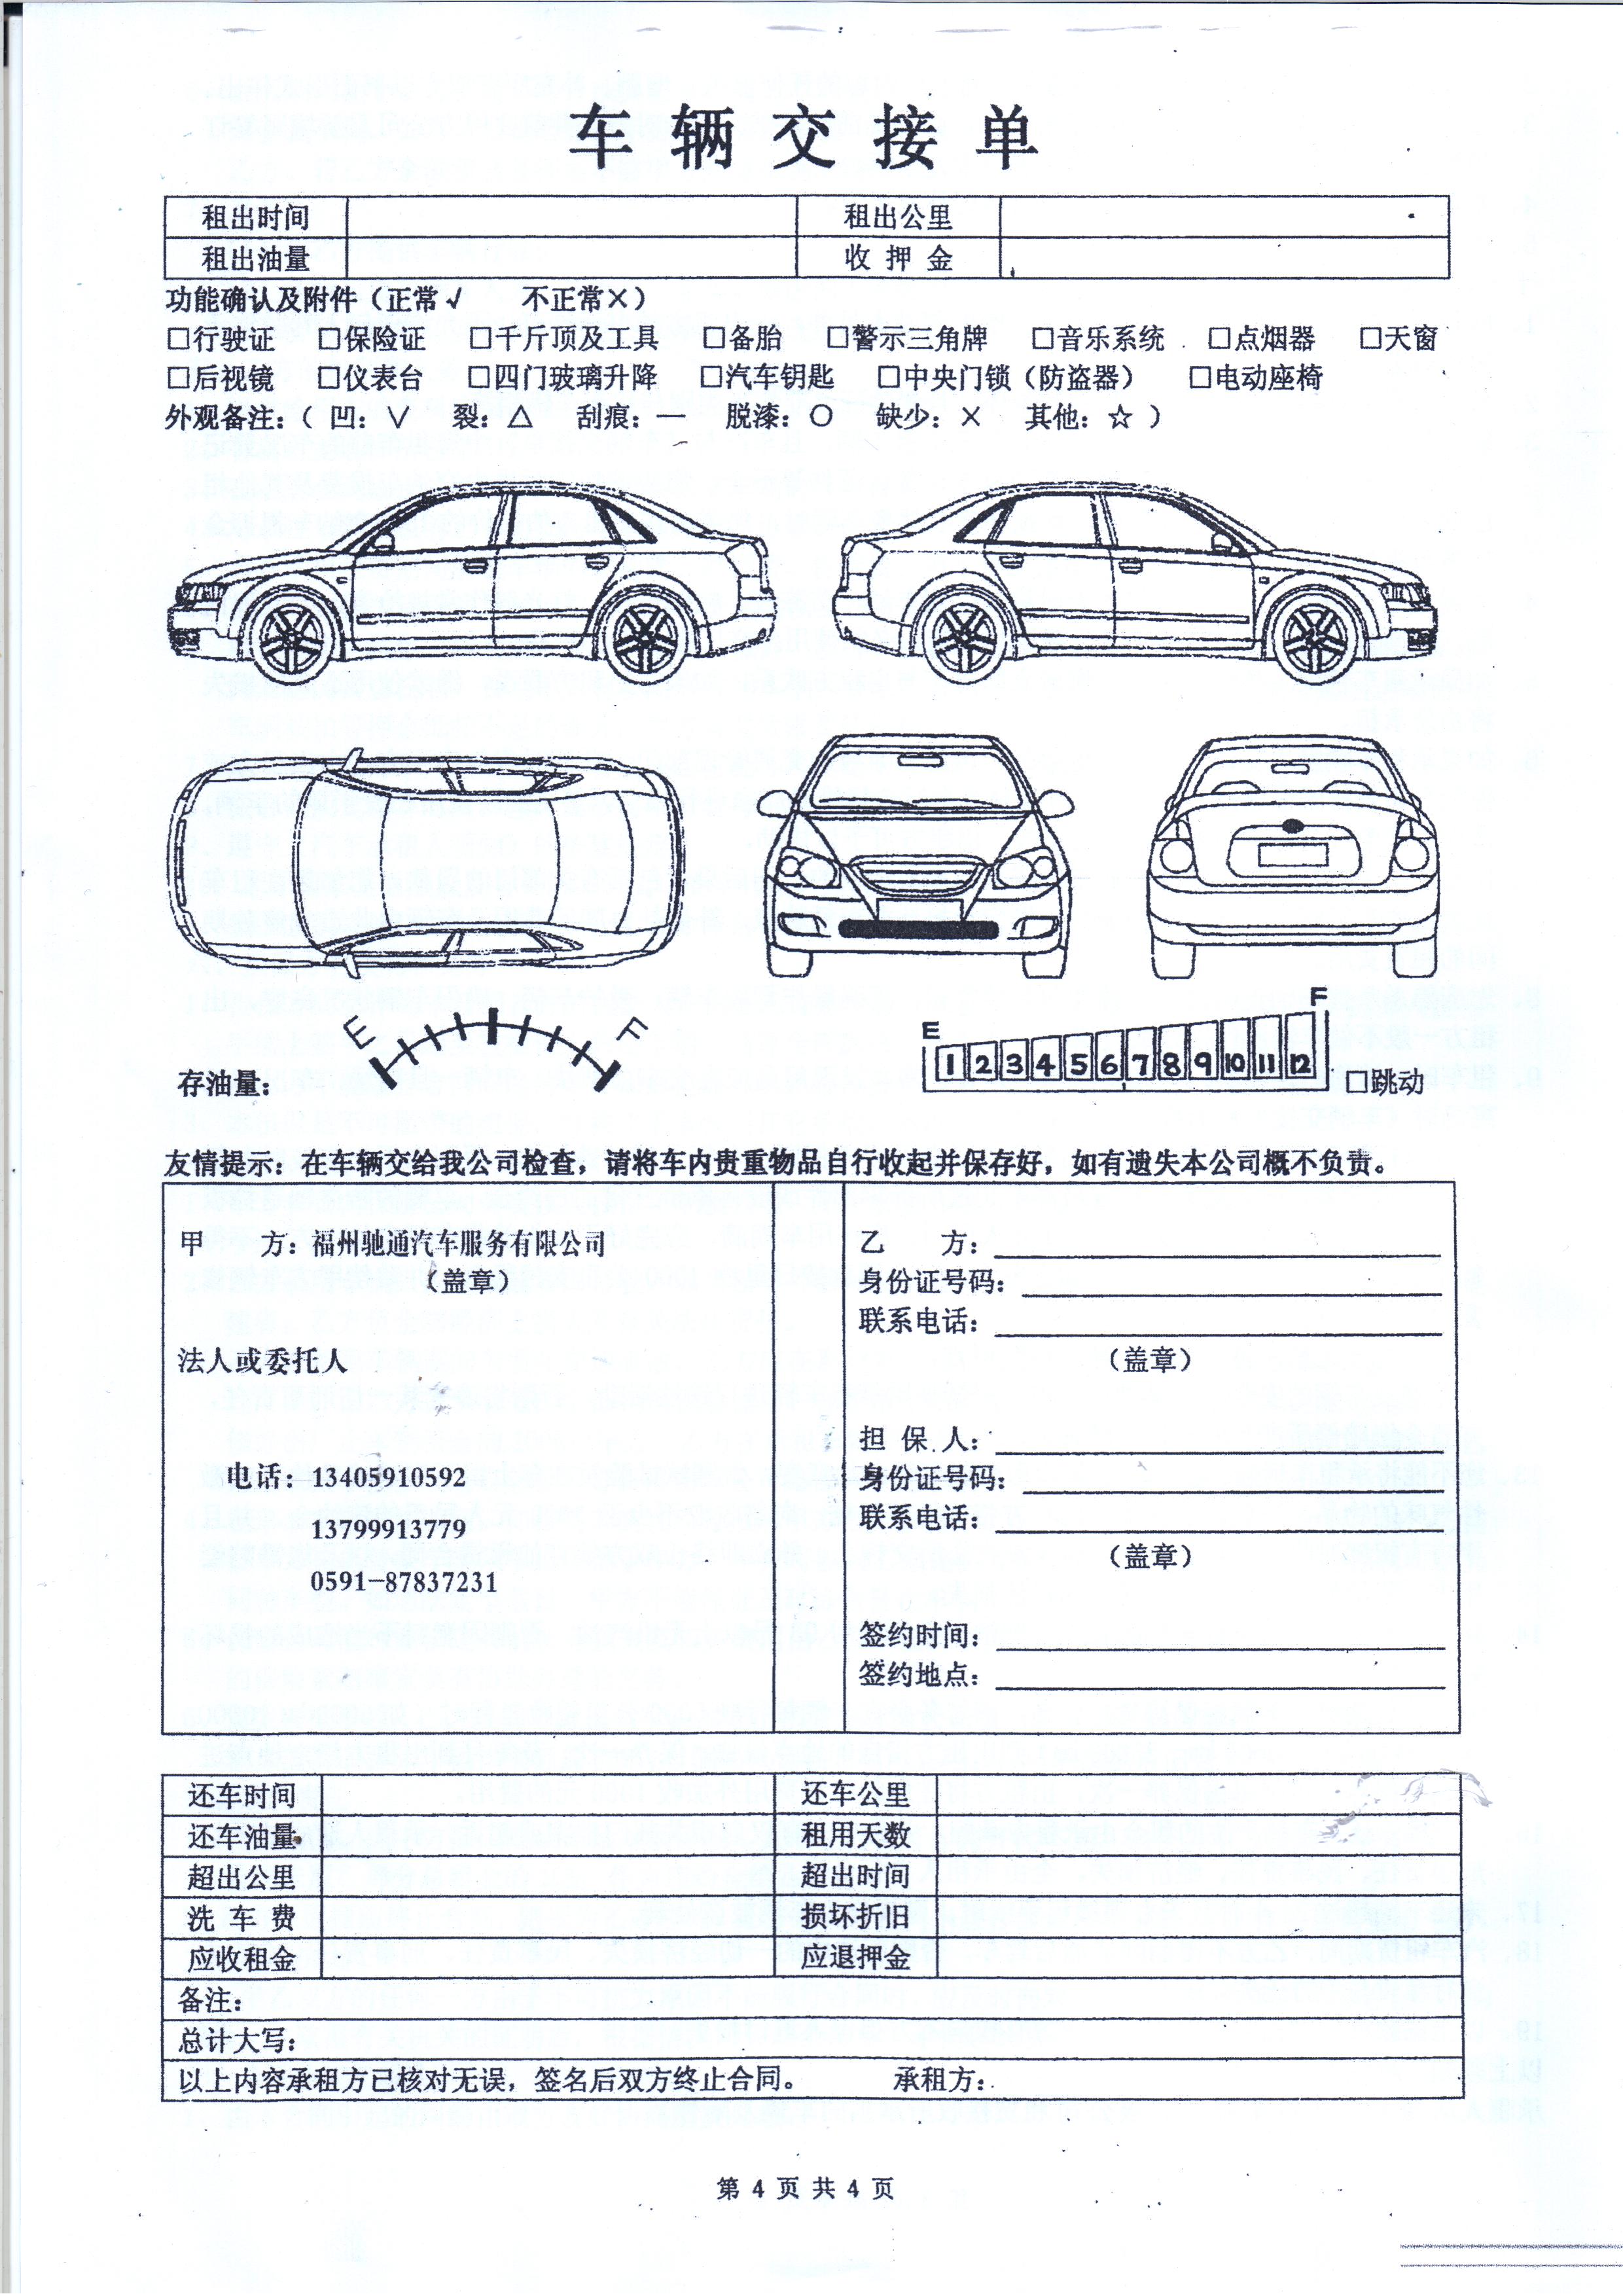 车辆交接单
租出时间 租出公里
租出油量 收押金
功能确认及附件（正常√ 不正常×）
□行驶证 □保险证 □千斤顶及工具 □备胎 □警示三角牌 □音乐系统 □点烟器 □天窗
□后视镜 □仪表台 □四门玻璃升降 □汽车钥匙 □中央门锁（防盗器） □电动座椅
外观备注：（凹：∨ 裂：△ 刮痕：— 脱漆：○ 缺少：× 其他：☆）
E F
E F
1 2 3 4 5 6 7 8 9 10 11 12
存油量： □跳动
友情提示：在车辆交给我公司检查，请将车内贵重物品自行收起并保存好，如有遗失本公司概不负责。
甲 方：福州驰通汽车服务有限公司
（盖章）
法人或委托人
电话：13405910592
13799913779
0591-87837231
乙 方：
身份证号码：
联系电话：
（盖章）
担保人：
身份证号码：
联系电话：
（盖章）
签约时间：
签约地点：
还车时间 还车公里
还车油量 租用天数
超出公里 超出时间
洗车费 损坏折旧
应收租金 应退押金
备注：
总计大写：
以上内容承租方已核对无误，签名后双方终止合同。 承租方：
第 4 页 共 4 页